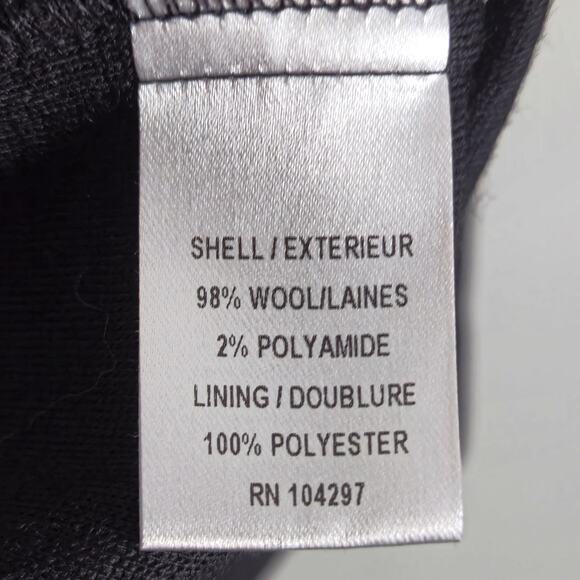 SHELL / EXTERIEUR
98% WOOL/LAINES
2% POLYAMIDE
LINING / DOUBLURE
100% POLYESTER
RN 104297